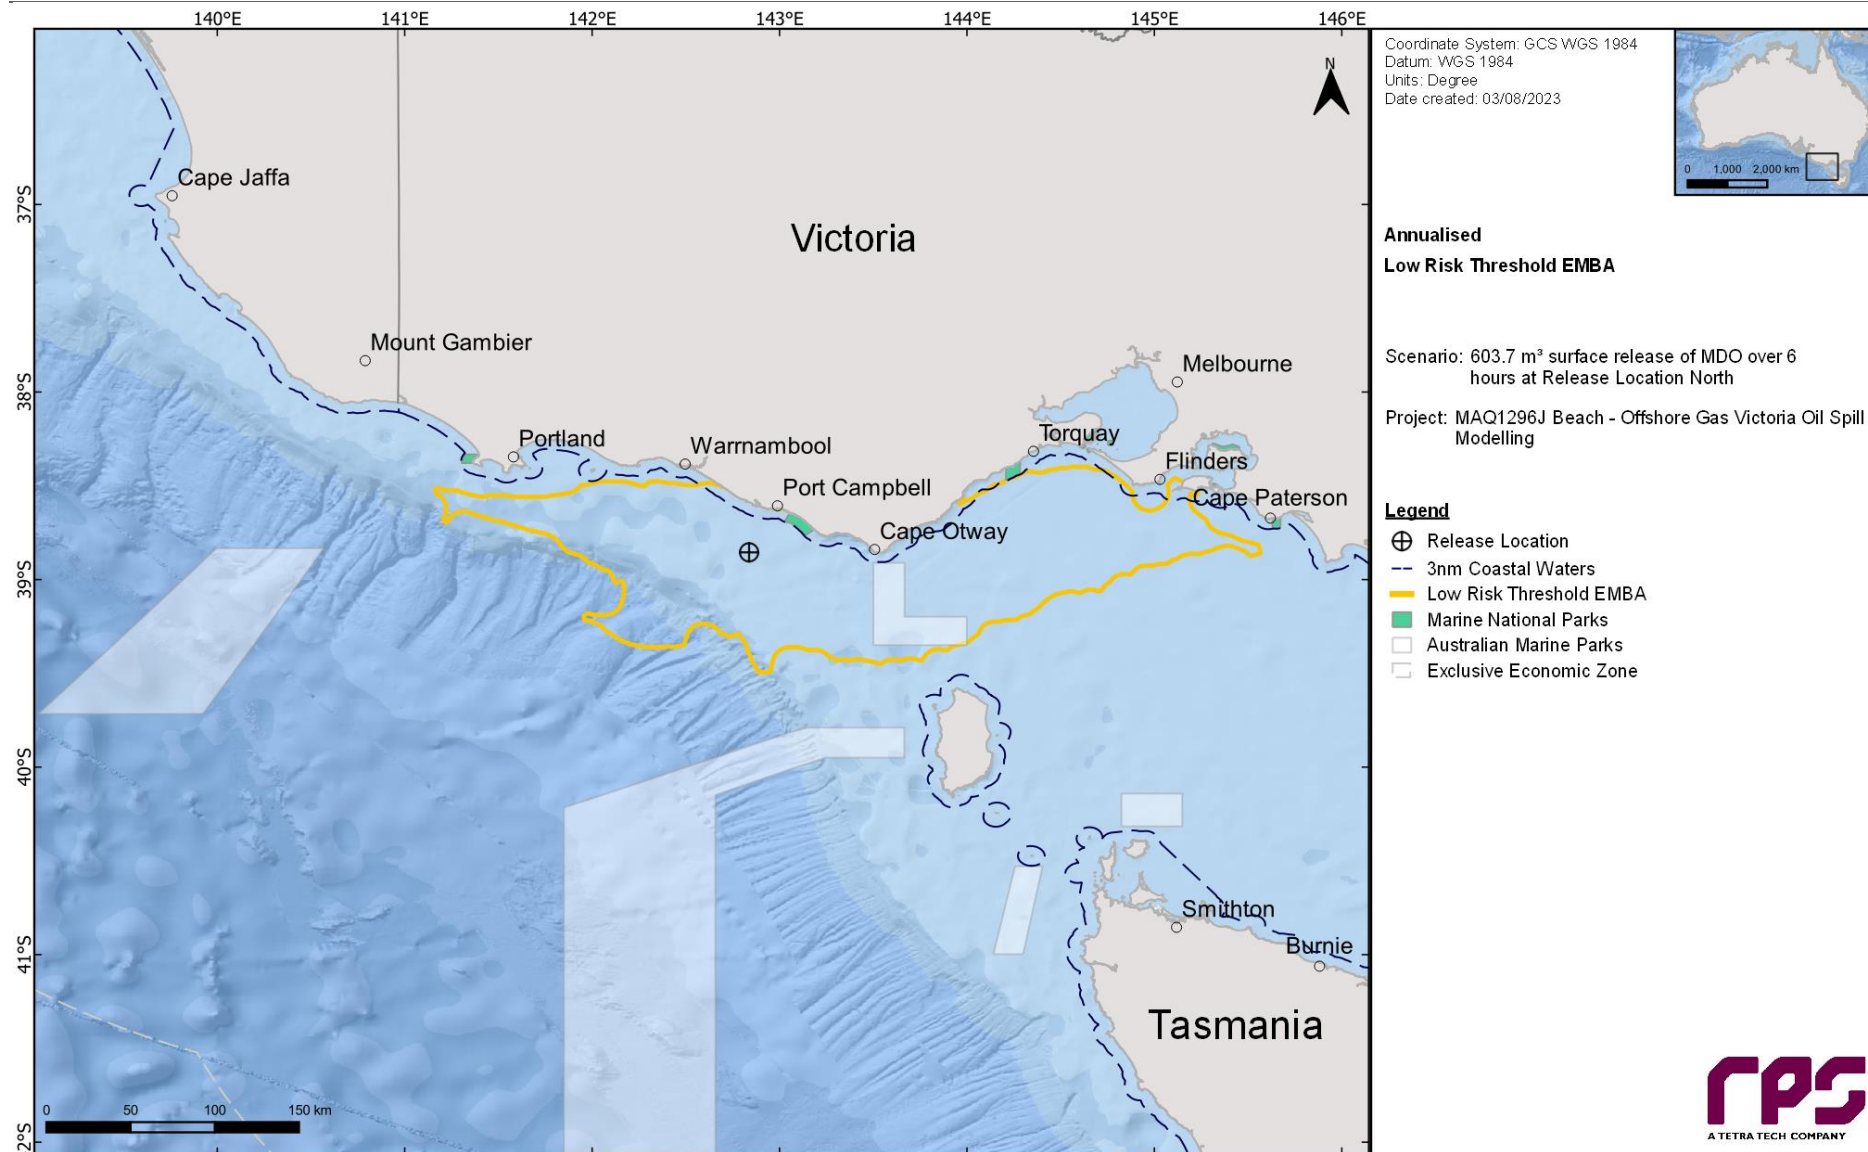 140°E 141°E 142°E 143°E 144°E 145°E 146°E
37°S
38°S
39°S
40°S
41°S
2°S
N
Cape Jaffa
Victoria
Mount Gambier
Melbourne
Portland
Warrnambool
Torquay
Flinders
Port Campbell
Cape Paterson
Cape Otway
Smithton
Burnie
Tasmania
0 50 100 150 km
Coordinate System: GCS WGS 1984
Datum: WGS 1984
Units: Degree
Date created: 03/08/2023
0 1,000 2,000 km
Annualised
Low Risk Threshold EMBA
Scenario: 603.7 m³ surface release of MDO over 6
hours at Release Location North
Project: MAQ1296J Beach - Offshore Gas Victoria Oil Spill
Modelling
Legend
Release Location
3nm Coastal Waters
Low Risk Threshold EMBA
Marine National Parks
Australian Marine Parks
Exclusive Economic Zone
rps
A TETRA TECH COMPANY